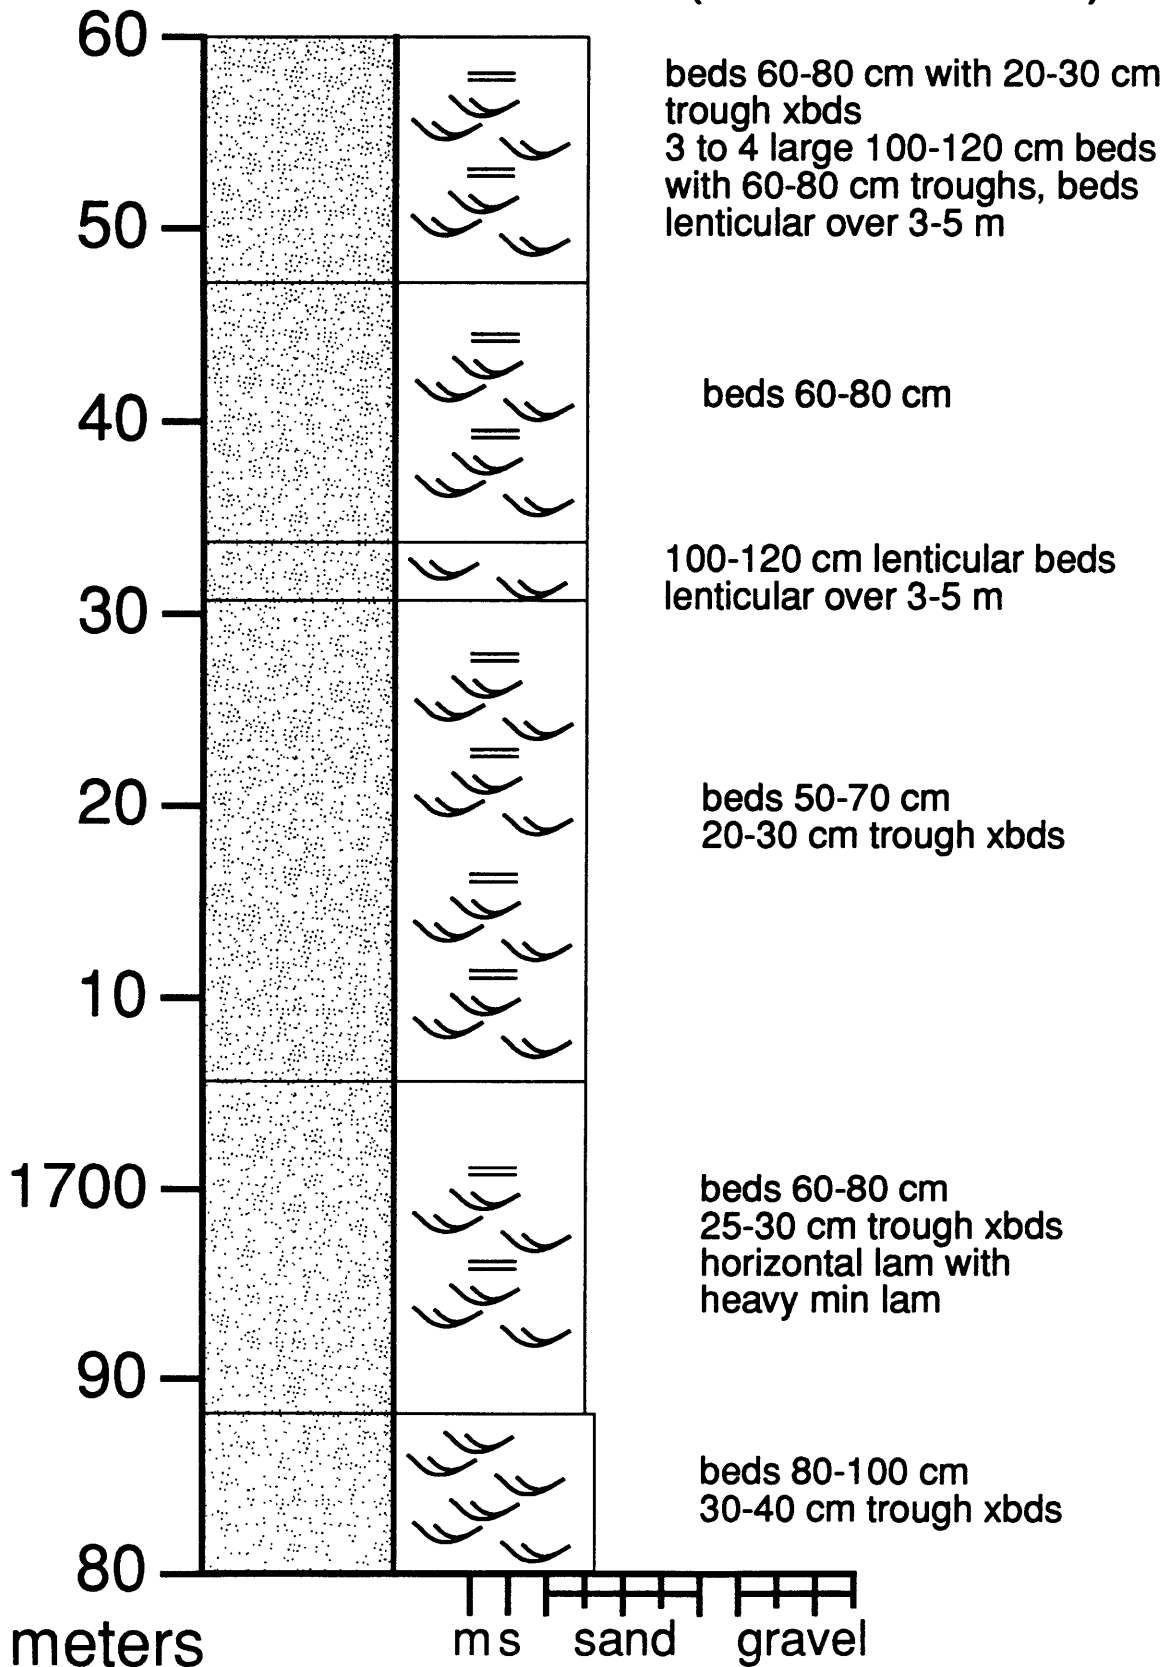 60
beds 60-80 cm with 20-30 cm
trough xbds
3 to 4 large 100-120 cm beds
with 60-80 cm troughs, beds
lenticular over 3-5 m
50
beds 60-80 cm
40
100-120 cm lenticular beds
lenticular over 3-5 m
30
beds 50-70 cm
20-30 cm trough xbds
20
10
1700
beds 60-80 cm
25-30 cm trough xbds
horizontal lam with
heavy min lam
90
beds 80-100 cm
30-40 cm trough xbds
80
meters
m s sand gravel